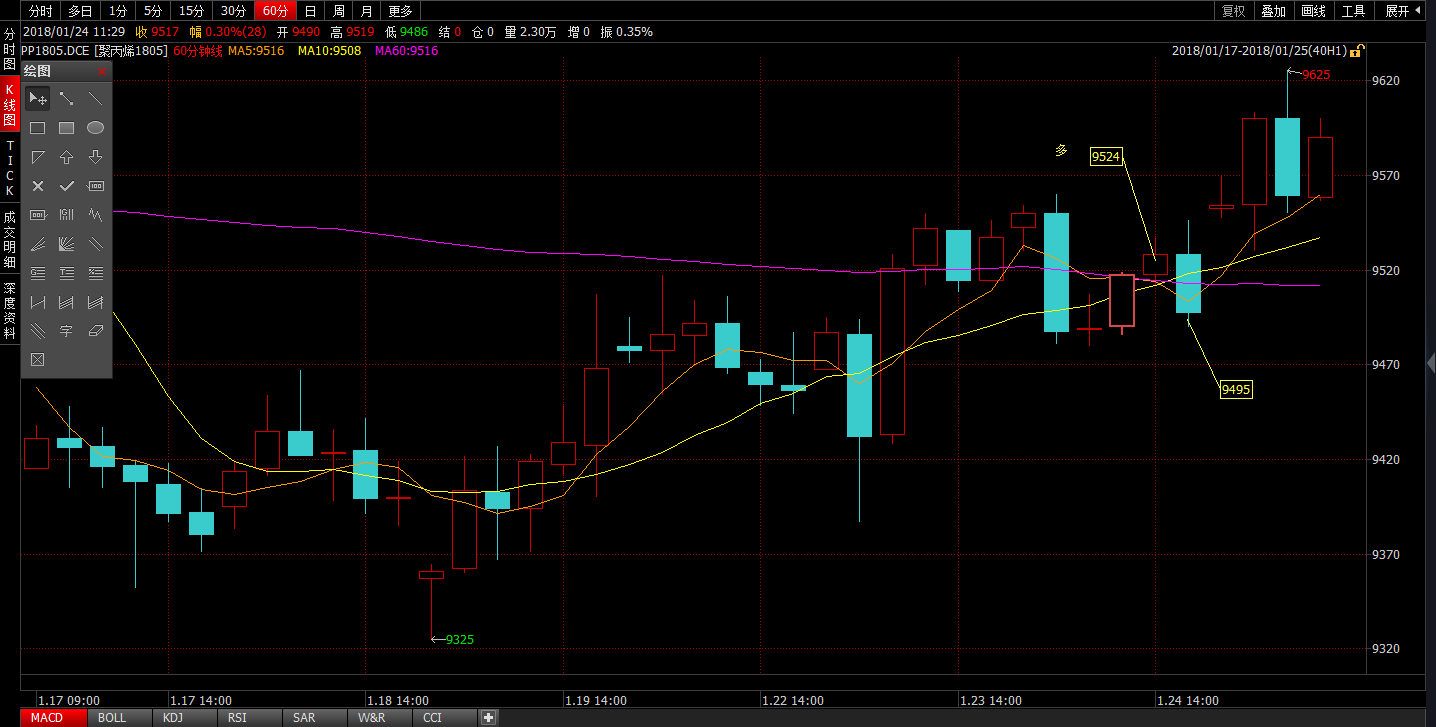 分时 多日 1分 5分 15分 30分 60分 日 周 月 更多 复权 叠加 画线 工具 展开
2018/01/24 11:29 收 9517 幅 0.30%(28) 开 9490 高 9519 低 9486 结 0 仓 0 量 2.30万 增 0 振 0.35%
PP1805.DCE [聚丙烯1805] 60分钟线 MA5:9516 MA10:9508 MA60:9516 2018/01/17-2018/01/25(40H1)
分时图
K线图
TICK
成交明细
深度资料
绘图
字
9625
多
9524
9495
9325
9620
9570
9520
9470
9420
9370
9320
1.17 09:00 1.17 14:00 1.18 14:00 1.19 14:00 1.22 14:00 1.23 14:00 1.24 14:00
MACD BOLL KDJ RSI SAR W&R CCI